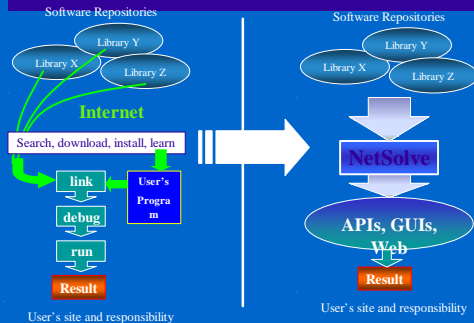 Software Repositories
Library Y
Library X
Library Z
Internet
Search, download, install, learn
link
User's
Progra
m
debug
run
Result
User's site and responsibility
Software Repositories
Library Y
Library X
Library Z
NetSolve
APIs, GUIs,
Web
Result
User's site and responsibility